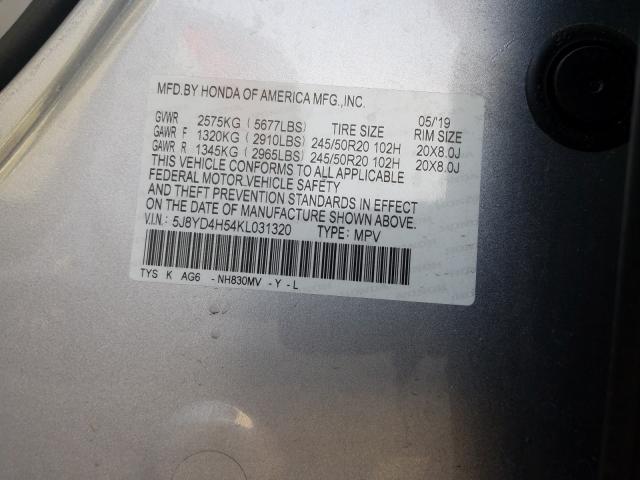 MFD.BY HONDA OF AMERICA MFG.,INC.
05/'19
GVWR 2575KG ( 5677LBS) TIRE SIZE RIM SIZE
GAWR F 1320KG ( 2910LBS) 245/50R20 102H 20X8.0J
GAWR R 1345KG ( 2965LBS) 245/50R20 102H 20X8.0J
THIS VEHICLE CONFORMS TO ALL APPLICABLE
FEDERAL MOTOR VEHICLE SAFETY
AND THEFT PREVENTION STANDARDS IN EFFECT
ON THE DATE OF MANUFACTURE SHOWN ABOVE.
V.I.N.: 5J8YD4H54KL031320 TYPE: MPV
TYS K AG6 -NH830MV -Y -L